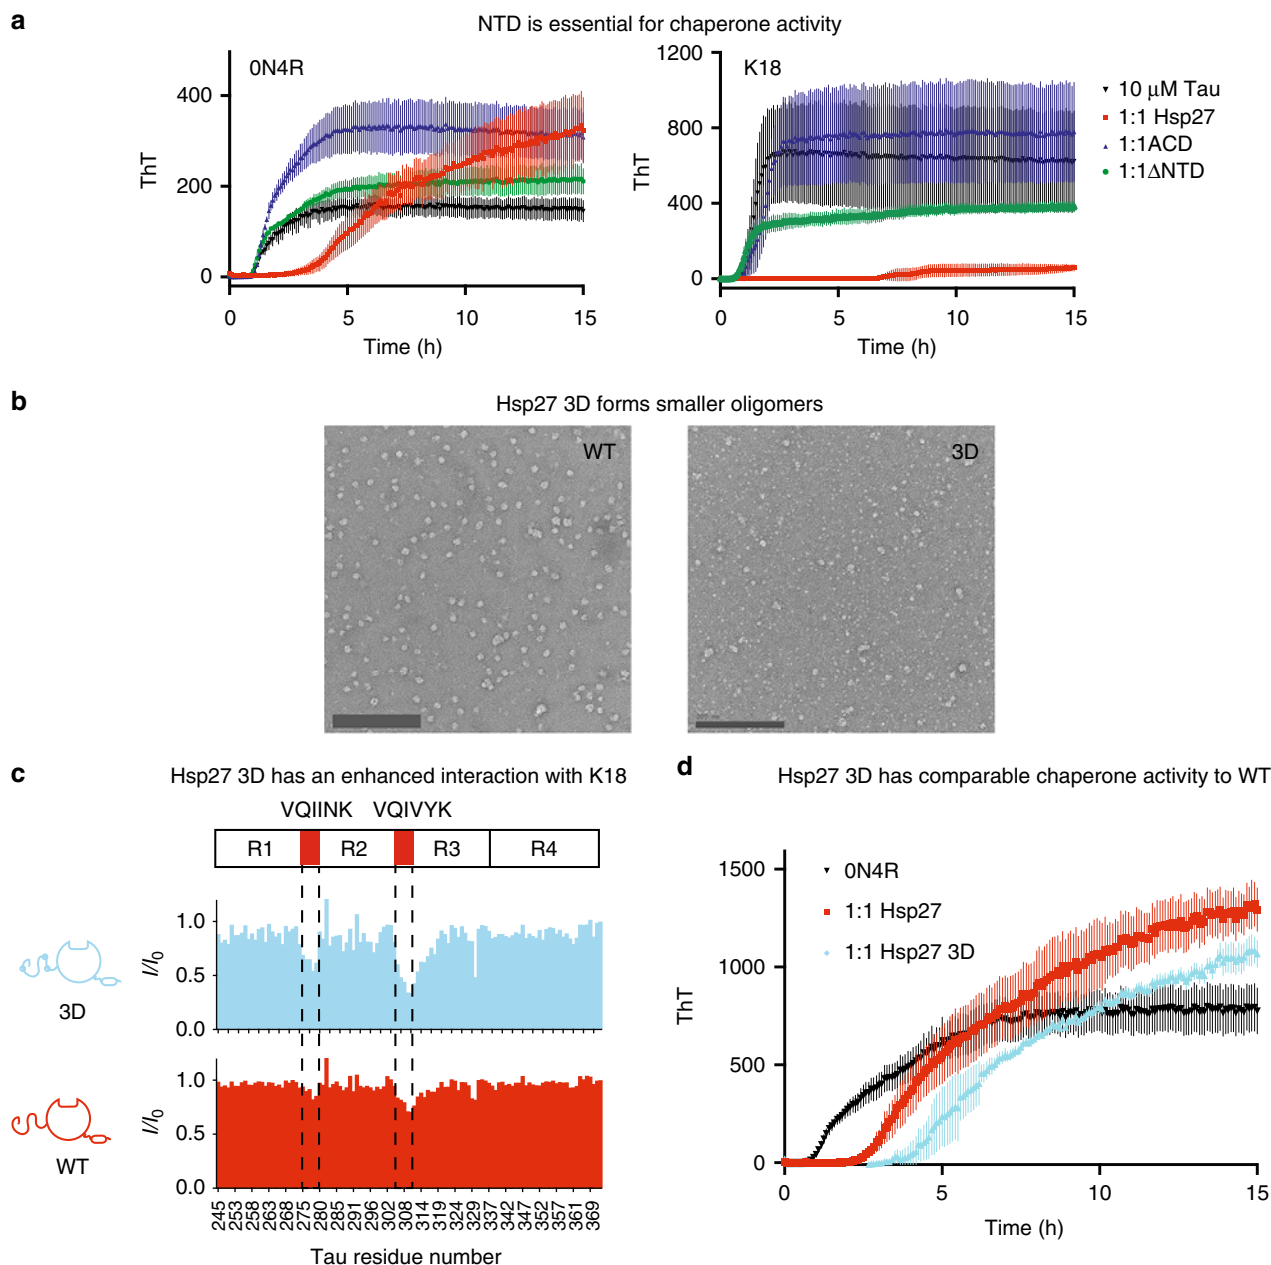 a
NTD is essential for chaperone activity
0N4R
400
200
0
ThT
0 5 10 15
Time (h)
K18
1200
800
400
0
ThT
0 5 10 15
Time (h)
10 μM Tau
1:1 Hsp27
1:1ACD
1:1ΔNTD
b
Hsp27 3D forms smaller oligomers
WT
3D
c
Hsp27 3D has an enhanced interaction with K18
VQIINK VQIVYK
R1 R2 R3 R4
1.0
0.5
0.0
I/I0
3D
1.0
0.5
0.0
I/I0
WT
245 253 258 263 268 275 280 285 291 296 302 308 314 319 324 329 337 342 347 352 357 361 369
Tau residue number
d
Hsp27 3D has comparable chaperone activity to WT
1500
1000
500
0
ThT
0N4R
1:1 Hsp27
1:1 Hsp27 3D
0 5 10 15
Time (h)